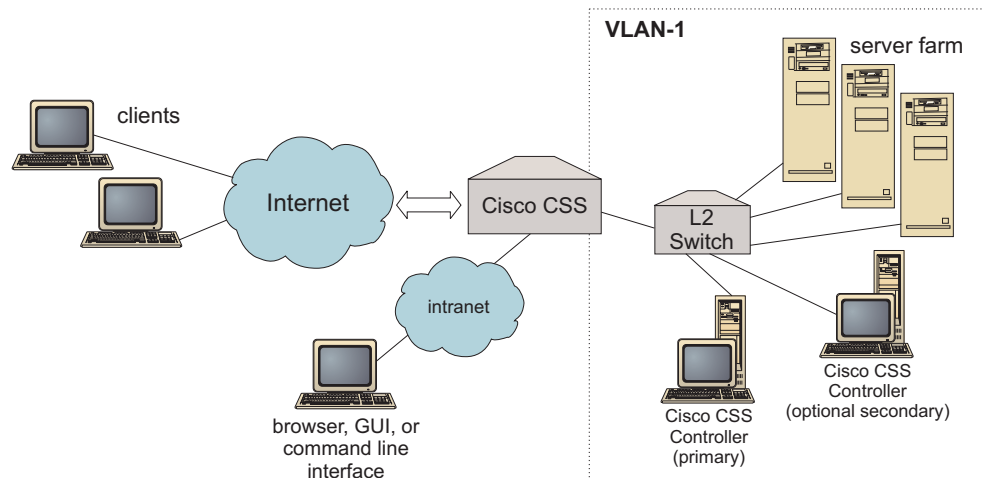 VLAN-1
server farm
clients
Internet
Cisco CSS
L2
Switch
intranet
browser, GUI, or
command line
interface
Cisco CSS
Controller
(primary)
Cisco CSS
Controller
(optional secondary)